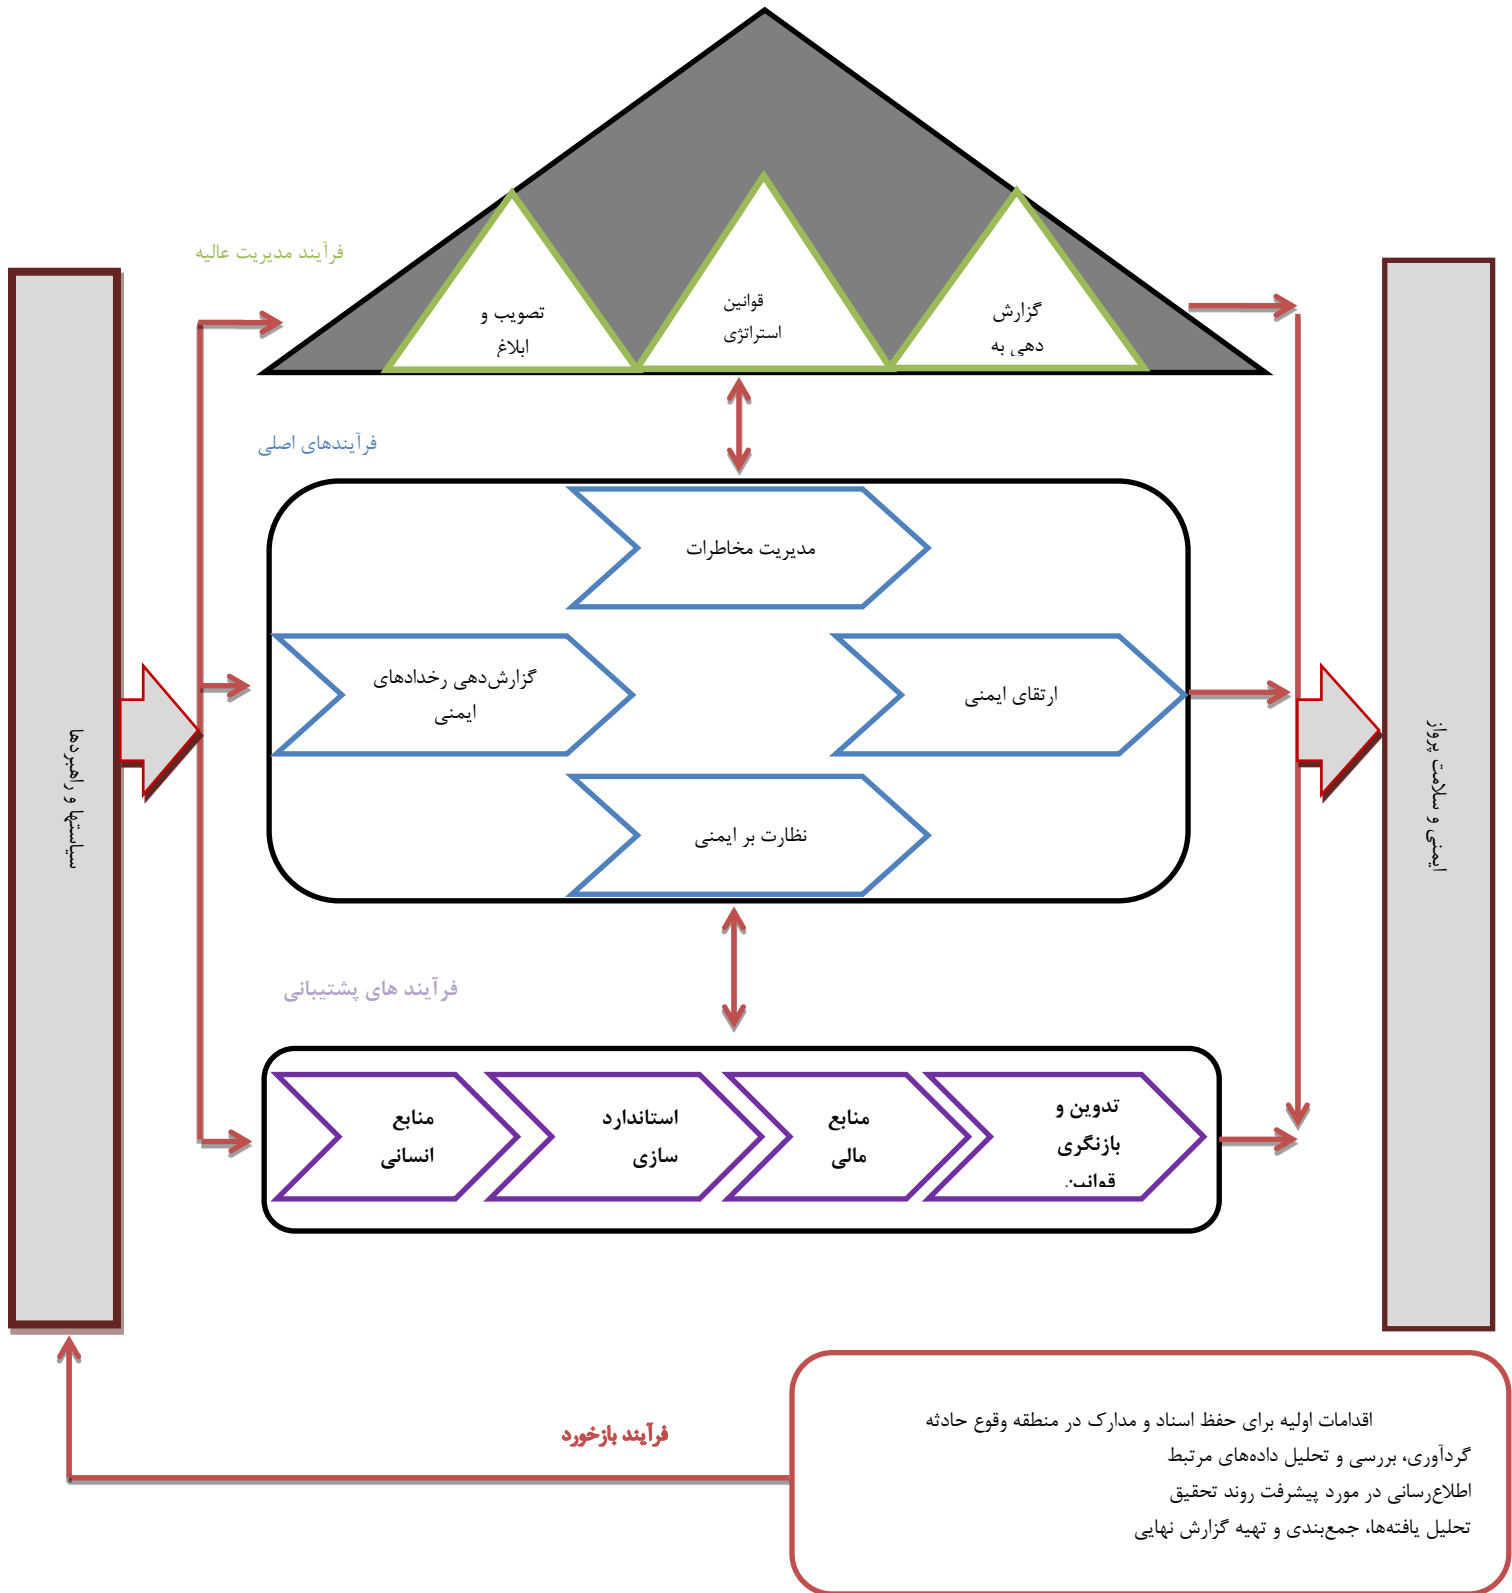 فرآیند مدیریت عالیه
گزارش
دهی به
قوانین
استراتژی
تصویب و
ابلاغ
فرآیندهای اصلی
مدیریت مخاطرات
گزارش‌دهی رخدادهای
ایمنی
ارتقای ایمنی
نظارت بر ایمنی
سیاستها و راهبردها
ایمنی و سلامت پرواز
فرآیند های پشتیبانی
منابع
انسانی
استاندارد
سازی
منابع
مالی
تدوین و
بازنگری
قوانین
فرآیند بازخورد
اقدامات اولیه برای حفظ اسناد و مدارک در منطقه وقوع حادثه
گردآوری، بررسی و تحلیل داده‌های مرتبط
اطلاع‌رسانی در مورد پیشرفت روند تحقیق
تحلیل یافته‌ها، جمع‌بندی و تهیه گزارش نهایی